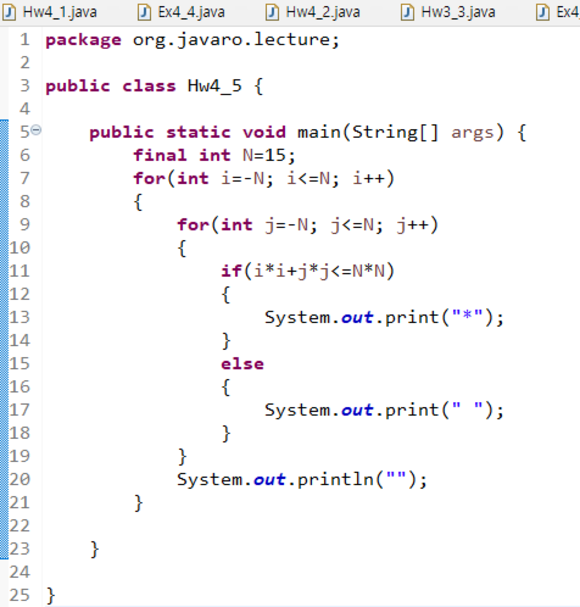 Hw4_1.java Ex4_4.java Hw4_2.java Hw3_3.java Ex4_
1 package org.javaro.lecture;
2
3 public class Hw4_5 {
4
5 public static void main(String[] args) {
6 final int N=15;
7 for(int i=-N; i<=N; i++)
8 {
9 for(int j=-N; j<=N; j++)
10 {
11 if(i*i+j*j<=N*N)
12 {
13 System.out.print("*");
14 }
15 else
16 {
17 System.out.print(" ");
18 }
19 }
20 System.out.println("");
21 }
22
23 }
24
25 }